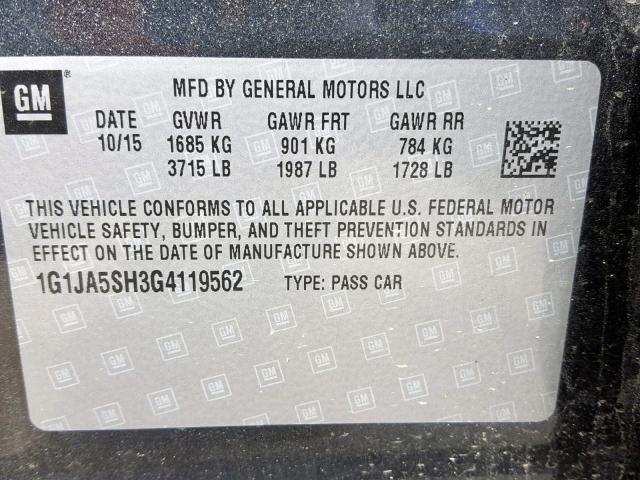 GM®
MFD BY GENERAL MOTORS LLC
DATE GVWR GAWR FRT GAWR RR
10/15 1685 KG 901 KG 784 KG
3715 LB 1987 LB 1728 LB
THIS VEHICLE CONFORMS TO ALL APPLICABLE U.S. FEDERAL MOTOR
VEHICLE SAFETY, BUMPER, AND THEFT PREVENTION STANDARDS IN
EFFECT ON THE DATE OF MANUFACTURE SHOWN ABOVE.
1G1JA5SH3G4119562 TYPE: PASS CAR